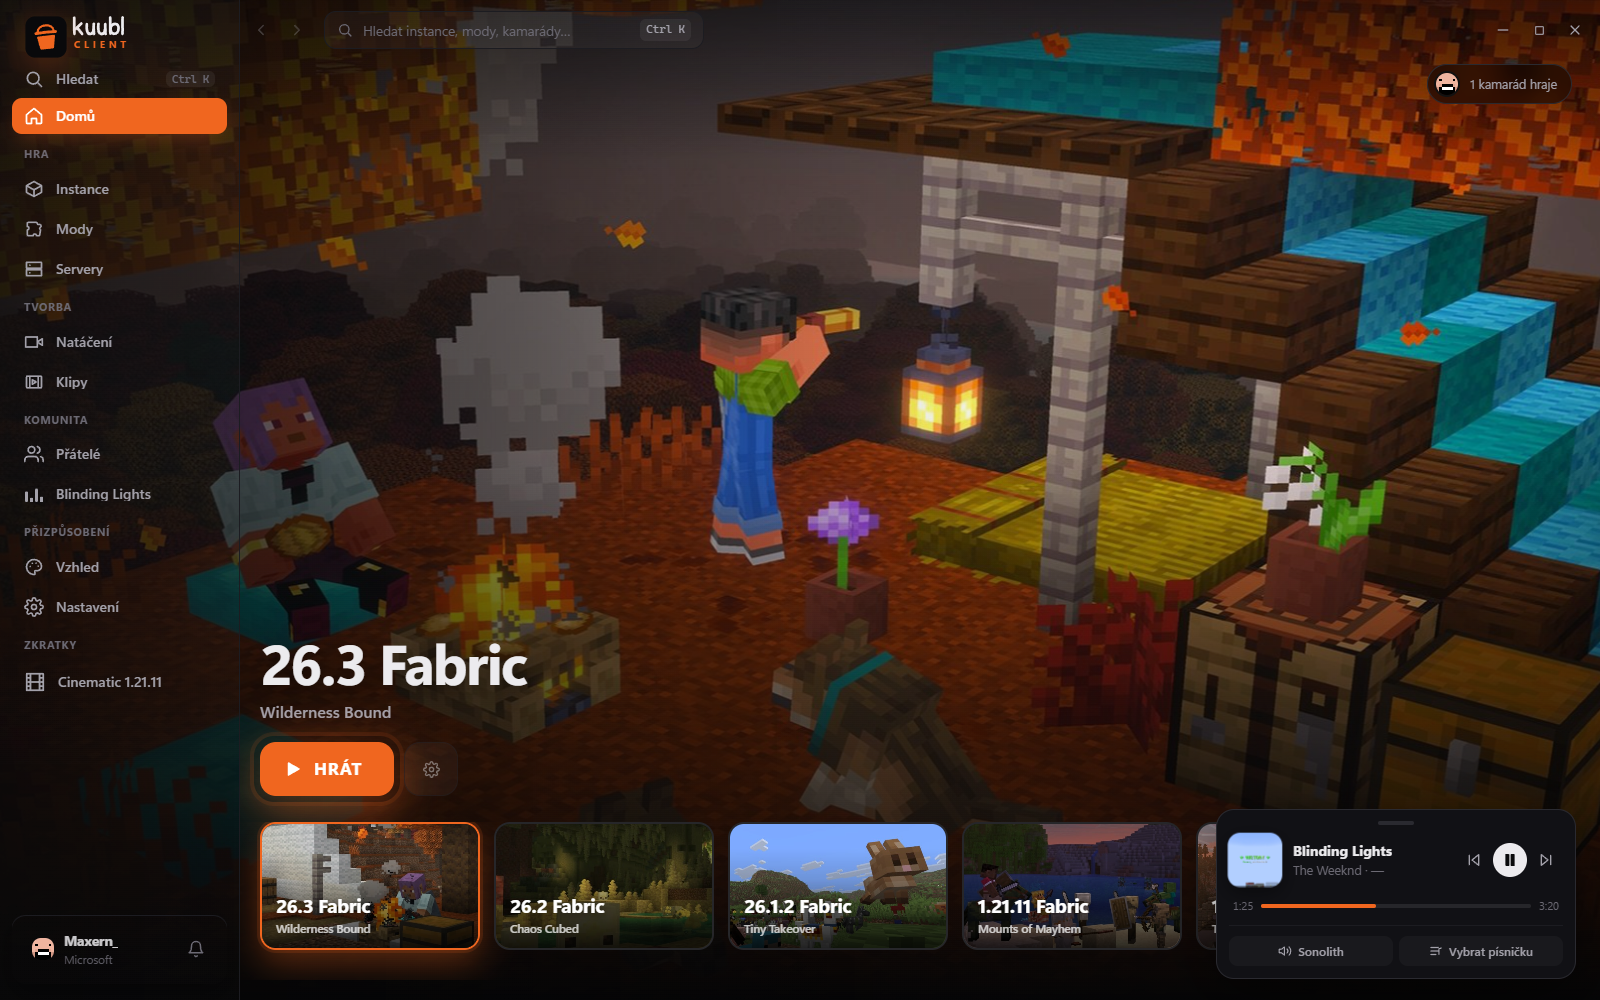 kuubl
CLIENT
Hledat instance, mody, kamarády...
Ctrl K
Hledat
Ctrl K
1 kamarád hraje
Domů
HRA
Instance
Mody
Servery
TVORBA
Natáčení
Klipy
KOMUNITA
Přátelé
Blinding Lights
PŘIZPŮSOBENÍ
Vzhled
Nastavení
ZKRATKY
Cinematic 1.21.11
26.3 Fabric
Wilderness Bound
HRÁT
26.3 Fabric
Wilderness Bound
26.2 Fabric
Chaos Cubed
26.1.2 Fabric
Tiny Takeover
1.21.11 Fabric
Mounts of Mayhem
Blinding Lights
The Weeknd · —
1:25
3:20
Sonolith
Vybrat písničku
Maxern_
Microsoft